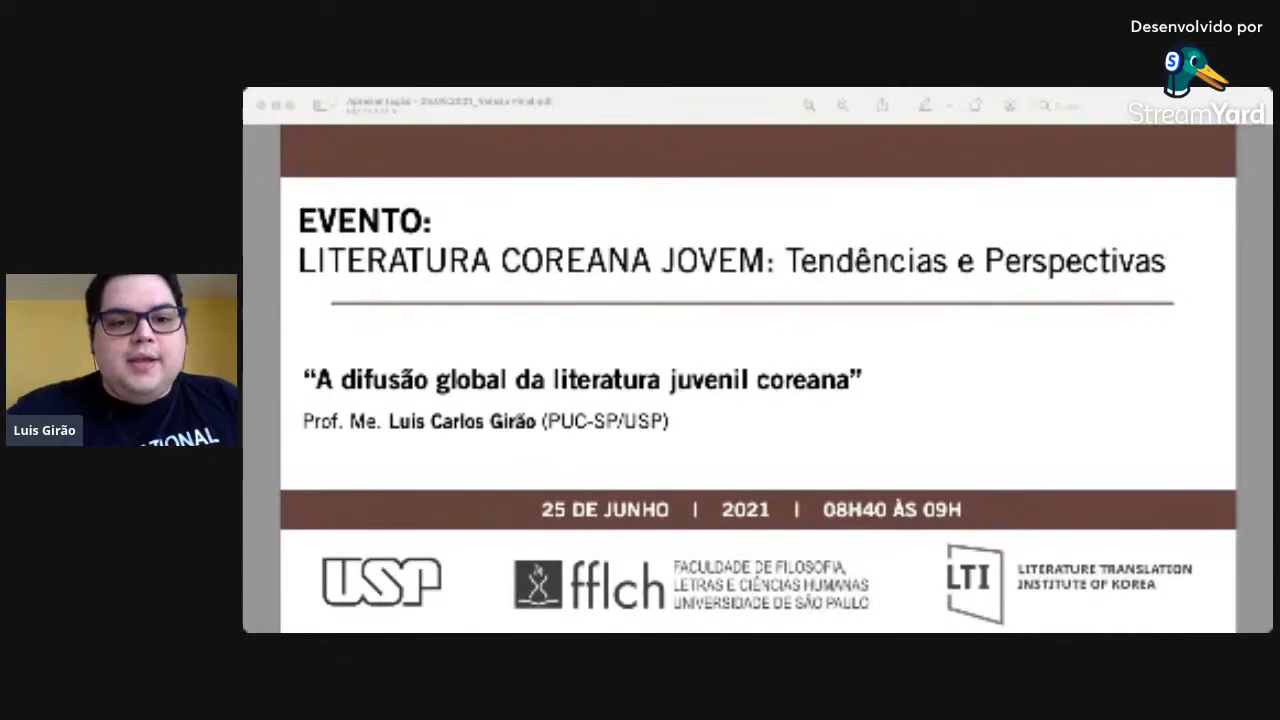 Desenvolvido por
StreamYard
EVENTO:
LITERATURA COREANA JOVEM: Tendências e Perspectivas
“A difusão global da literatura juvenil coreana”
Prof. Me. Luis Carlos Girão (PUC-SP/USP)
Luis Girão
25 DE JUNHO | 2021 | 08H40 ÀS 09H
USP
fflch
FACULDADE DE FILOSOFIA,
LETRAS E CIÊNCIAS HUMANAS
UNIVERSIDADE DE SÃO PAULO
LTI
LITERATURE TRANSLATION
INSTITUTE OF KOREA